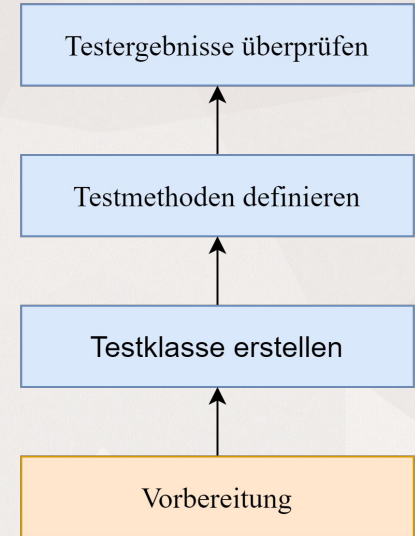 Testergebnisse überprüfen
Testmethoden definieren
Testklasse erstellen
Vorbereitung